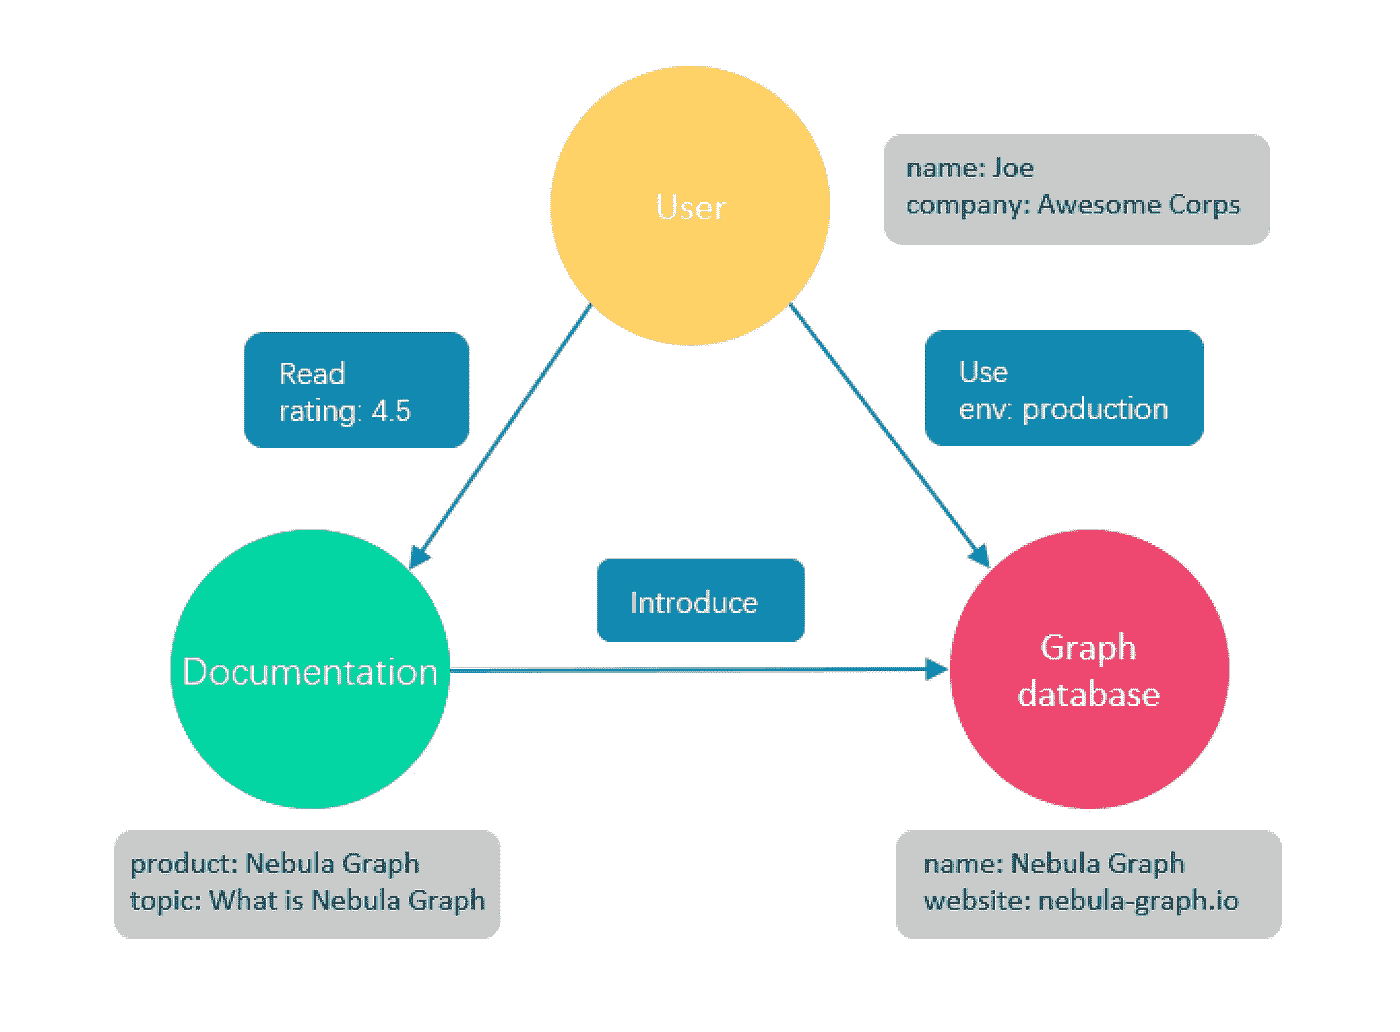 User
name: Joe
company: Awesome Corps
Read
rating: 4.5
Use
env: production
Introduce
Documentation
Graph
database
product: Nebula Graph
topic: What is Nebula Graph
name: Nebula Graph
website: nebula-graph.io